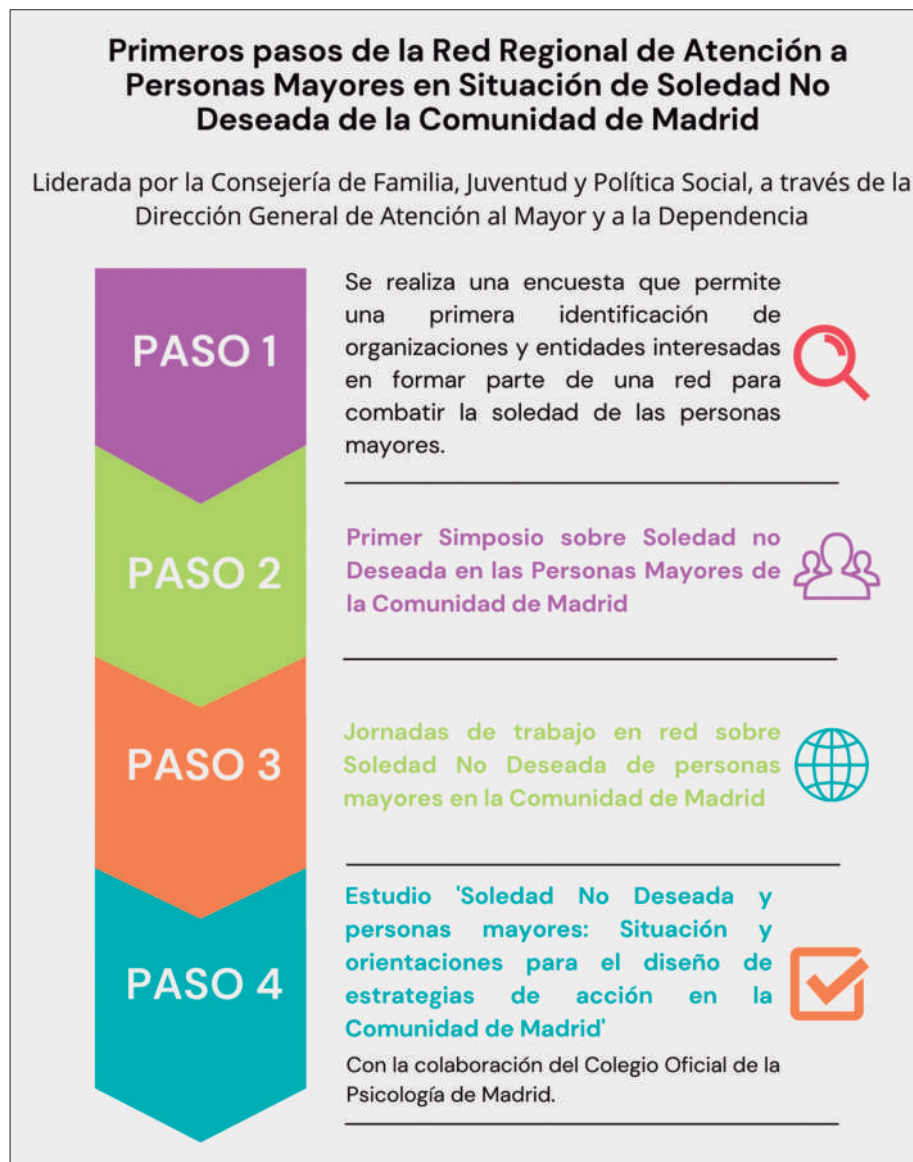 Primeros pasos de la Red Regional de Atención a
Personas Mayores en Situación de Soledad No
Deseada de la Comunidad de Madrid
Liderada por la Consejería de Familia, Juventud y Política Social, a través de la
Dirección General de Atención al Mayor y a la Dependencia
PASO 1
Se realiza una encuesta que permite
una primera identificación de
organizaciones y entidades interesadas
en formar parte de una red para
combatir la soledad de las personas
mayores.
PASO 2
Primer Simposio sobre Soledad no
Deseada en las Personas Mayores de
la Comunidad de Madrid
PASO 3
Jornadas de trabajo en red sobre
Soledad No Deseada de personas
mayores en la Comunidad de Madrid
PASO 4
Estudio 'Soledad No Deseada y
personas mayores: Situación y
orientaciones para el diseño de
estrategias de acción en la
Comunidad de Madrid'
Con la colaboración del Colegio Oficial de la
Psicología de Madrid.